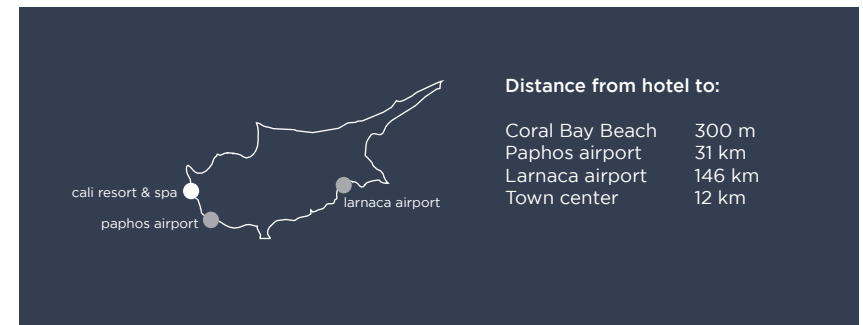 Distance from hotel to:
Coral Bay Beach 300 m
Paphos airport 31 km
Larnaca airport 146 km
Town center 12 km
cali resort & spa
larnaca airport
paphos airport